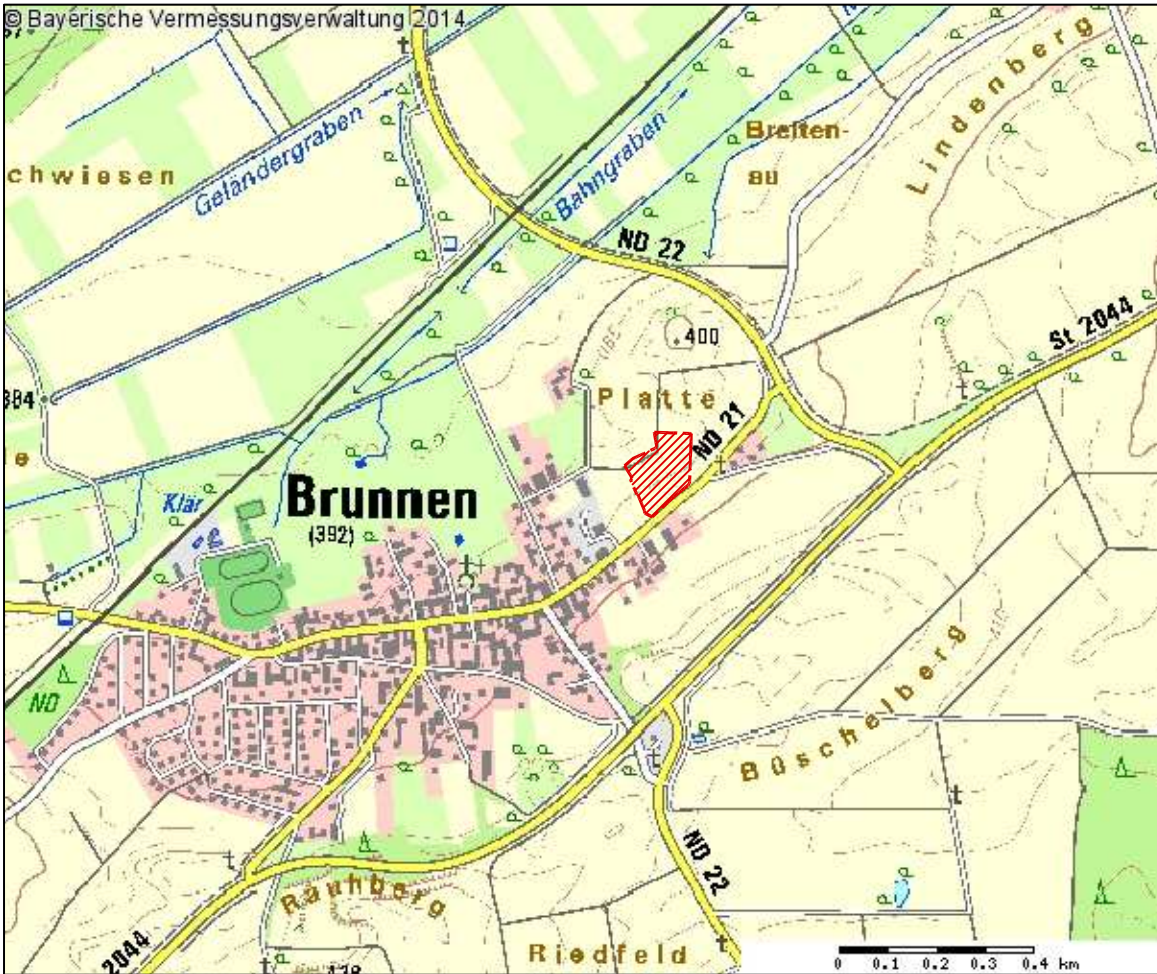 © Bayerische Vermessungsverwaltung 2014
Geländergraben
Bahngraben
Breiten-
au
Lindenberg
chwiesen
ND 22
St 2044
400
Platte
ND 21
384
e
Klär
Brunnen
(392)
ND
Büschelberg
410
ND 22
Rauhberg
Riedfeld
2044
0 0.1 0.2 0.3 0.4 km